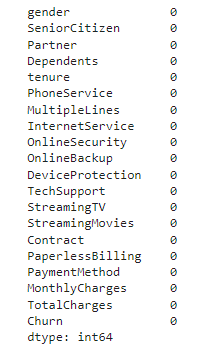 gender 0
SeniorCitizen 0
Partner 0
Dependents 0
tenure 0
PhoneService 0
MultipleLines 0
InternetService 0
OnlineSecurity 0
OnlineBackup 0
DeviceProtection 0
TechSupport 0
StreamingTV 0
StreamingMovies 0
Contract 0
PaperlessBilling 0
PaymentMethod 0
MonthlyCharges 0
TotalCharges 0
Churn 0
dtype: int64